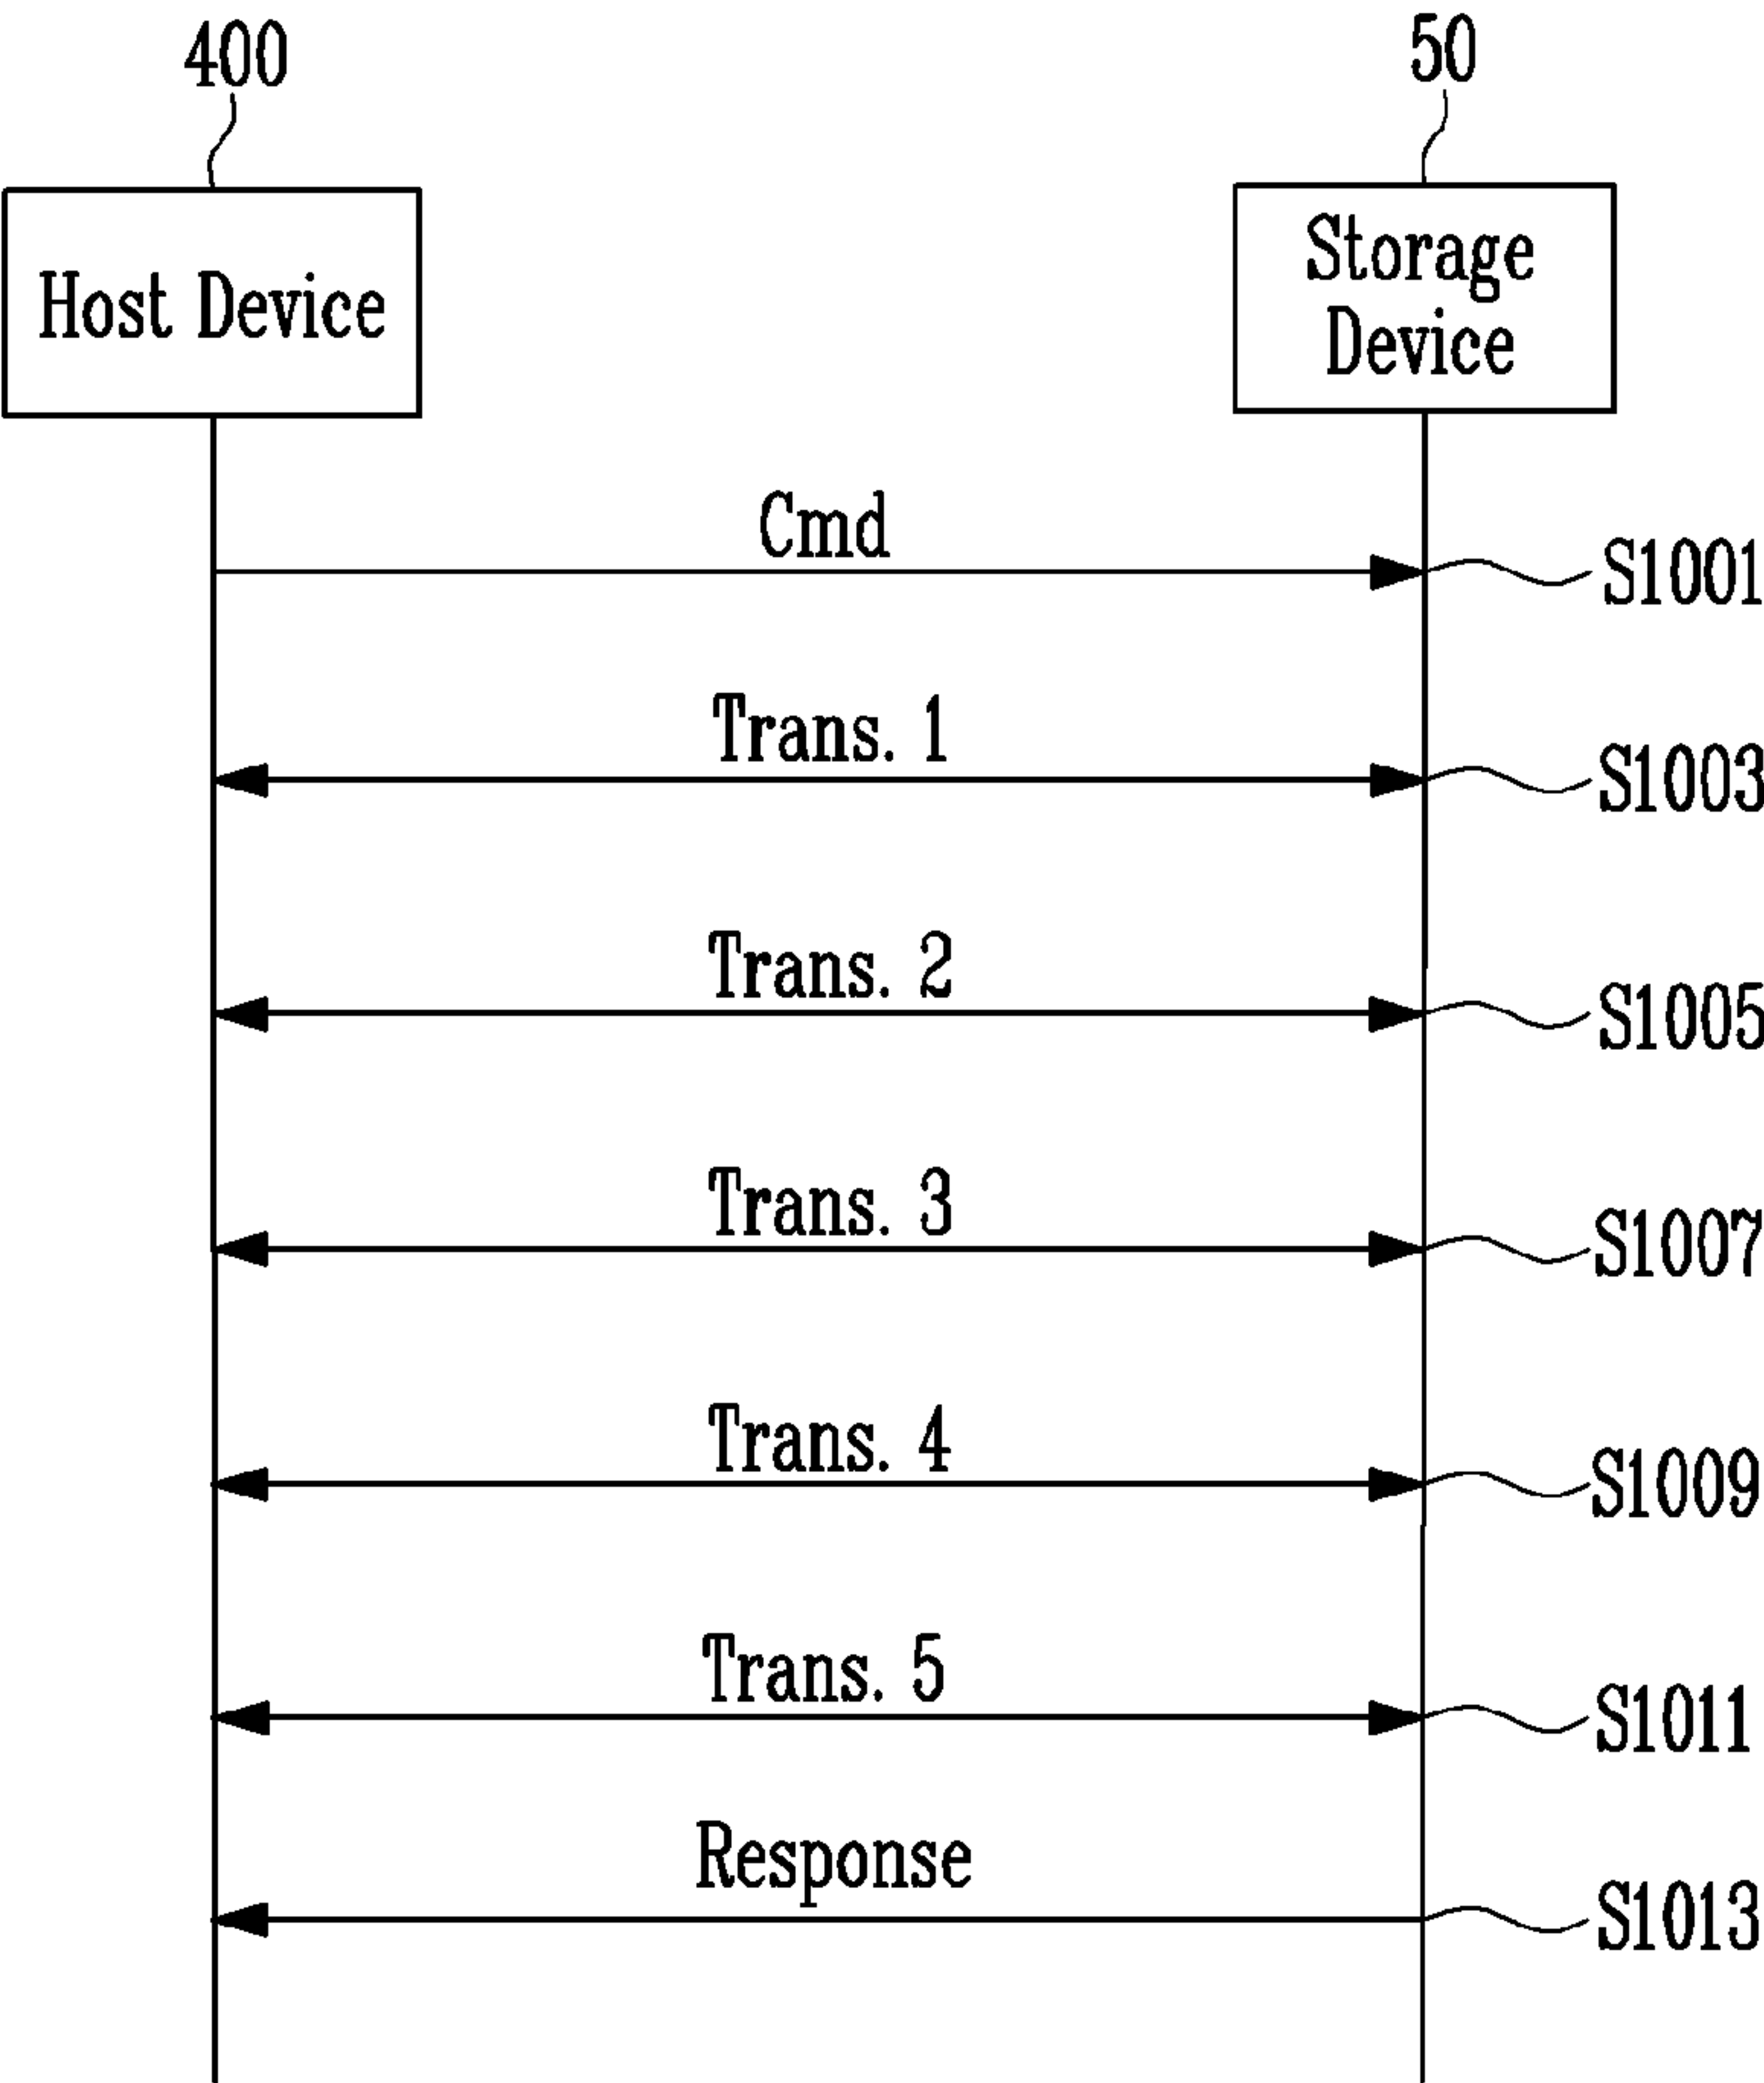 400
50
Host Device
Storage
Device
Cmd
S1001
Trans. 1
S1003
Trans. 2
S1005
Trans. 3
S1007
Trans. 4
S1009
Trans. 5
S1011
Response
S1013